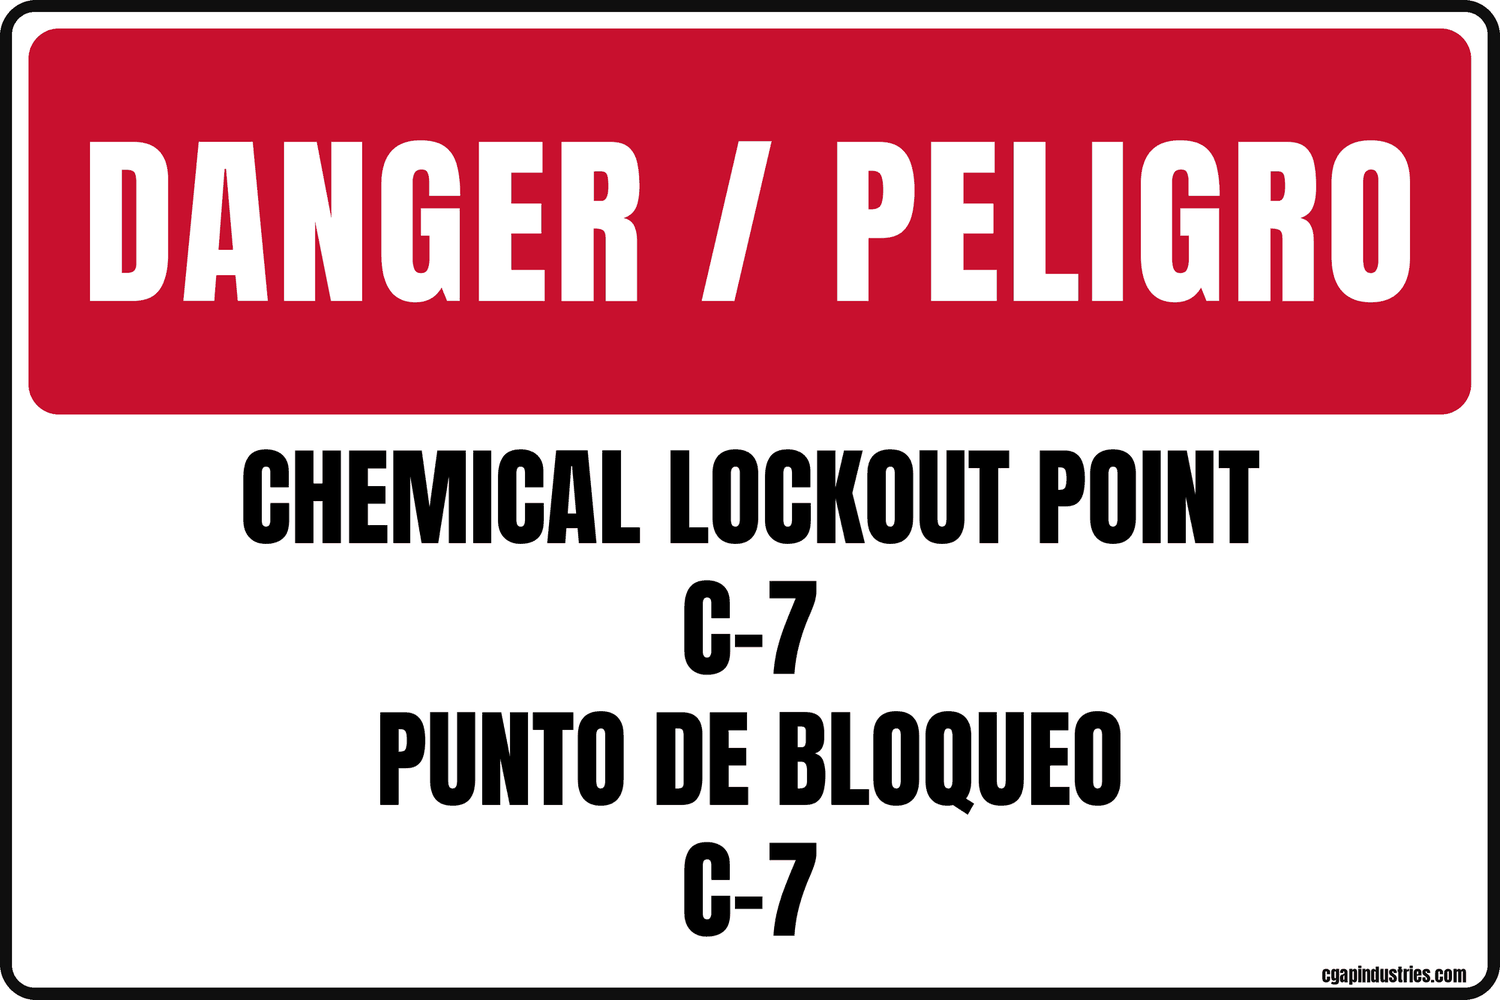 DANGER / PELIGRO
CHEMICAL LOCKOUT POINT
C-7
PUNTO DE BLOQUEO
C-7
cgapindustries.com